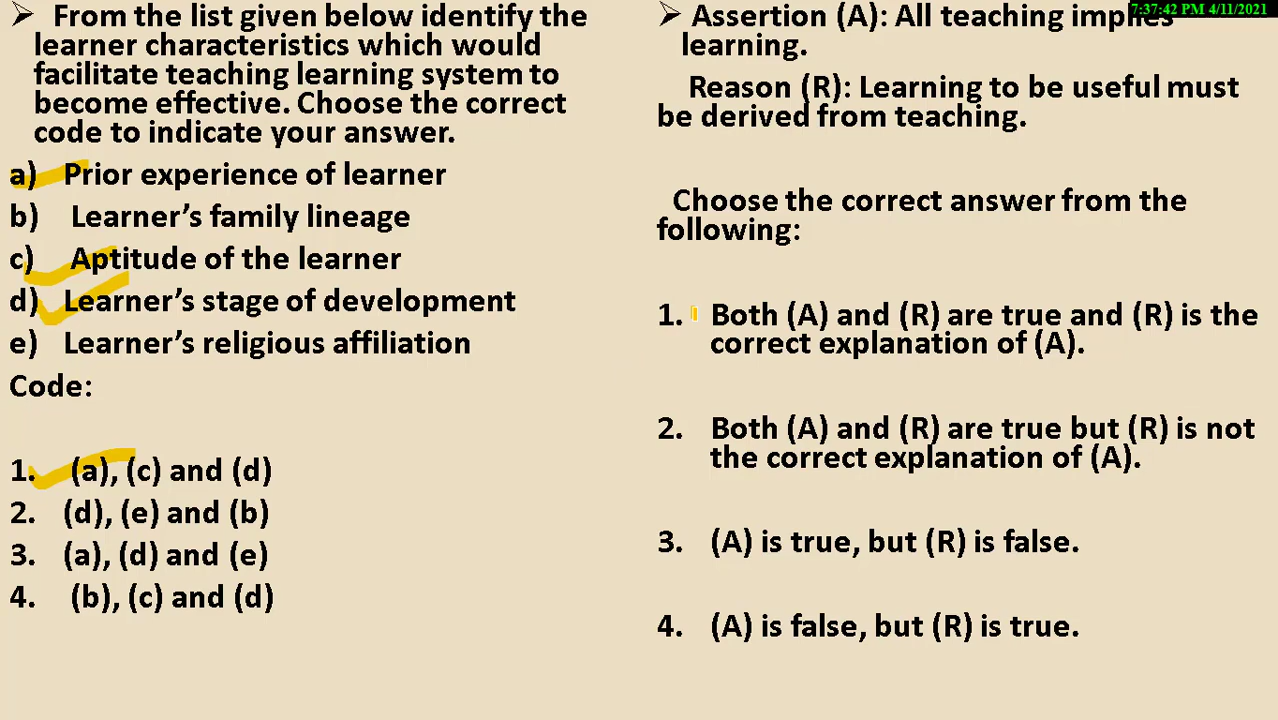 ➢ From the list given below identify the
learner characteristics which would
facilitate teaching learning system to
become effective. Choose the correct
code to indicate your answer.
a) Prior experience of learner
b) Learner’s family lineage
c) Aptitude of the learner
d) Learner’s stage of development
e) Learner’s religious affiliation
Code:
1. (a), (c) and (d)
2. (d), (e) and (b)
3. (a), (d) and (e)
4. (b), (c) and (d)
7:37:42 PM 4/11/2021
➢ Assertion (A): All teaching implies
learning.
Reason (R): Learning to be useful must
be derived from teaching.
Choose the correct answer from the
following:
1. Both (A) and (R) are true and (R) is the
correct explanation of (A).
2. Both (A) and (R) are true but (R) is not
the correct explanation of (A).
3. (A) is true, but (R) is false.
4. (A) is false, but (R) is true.